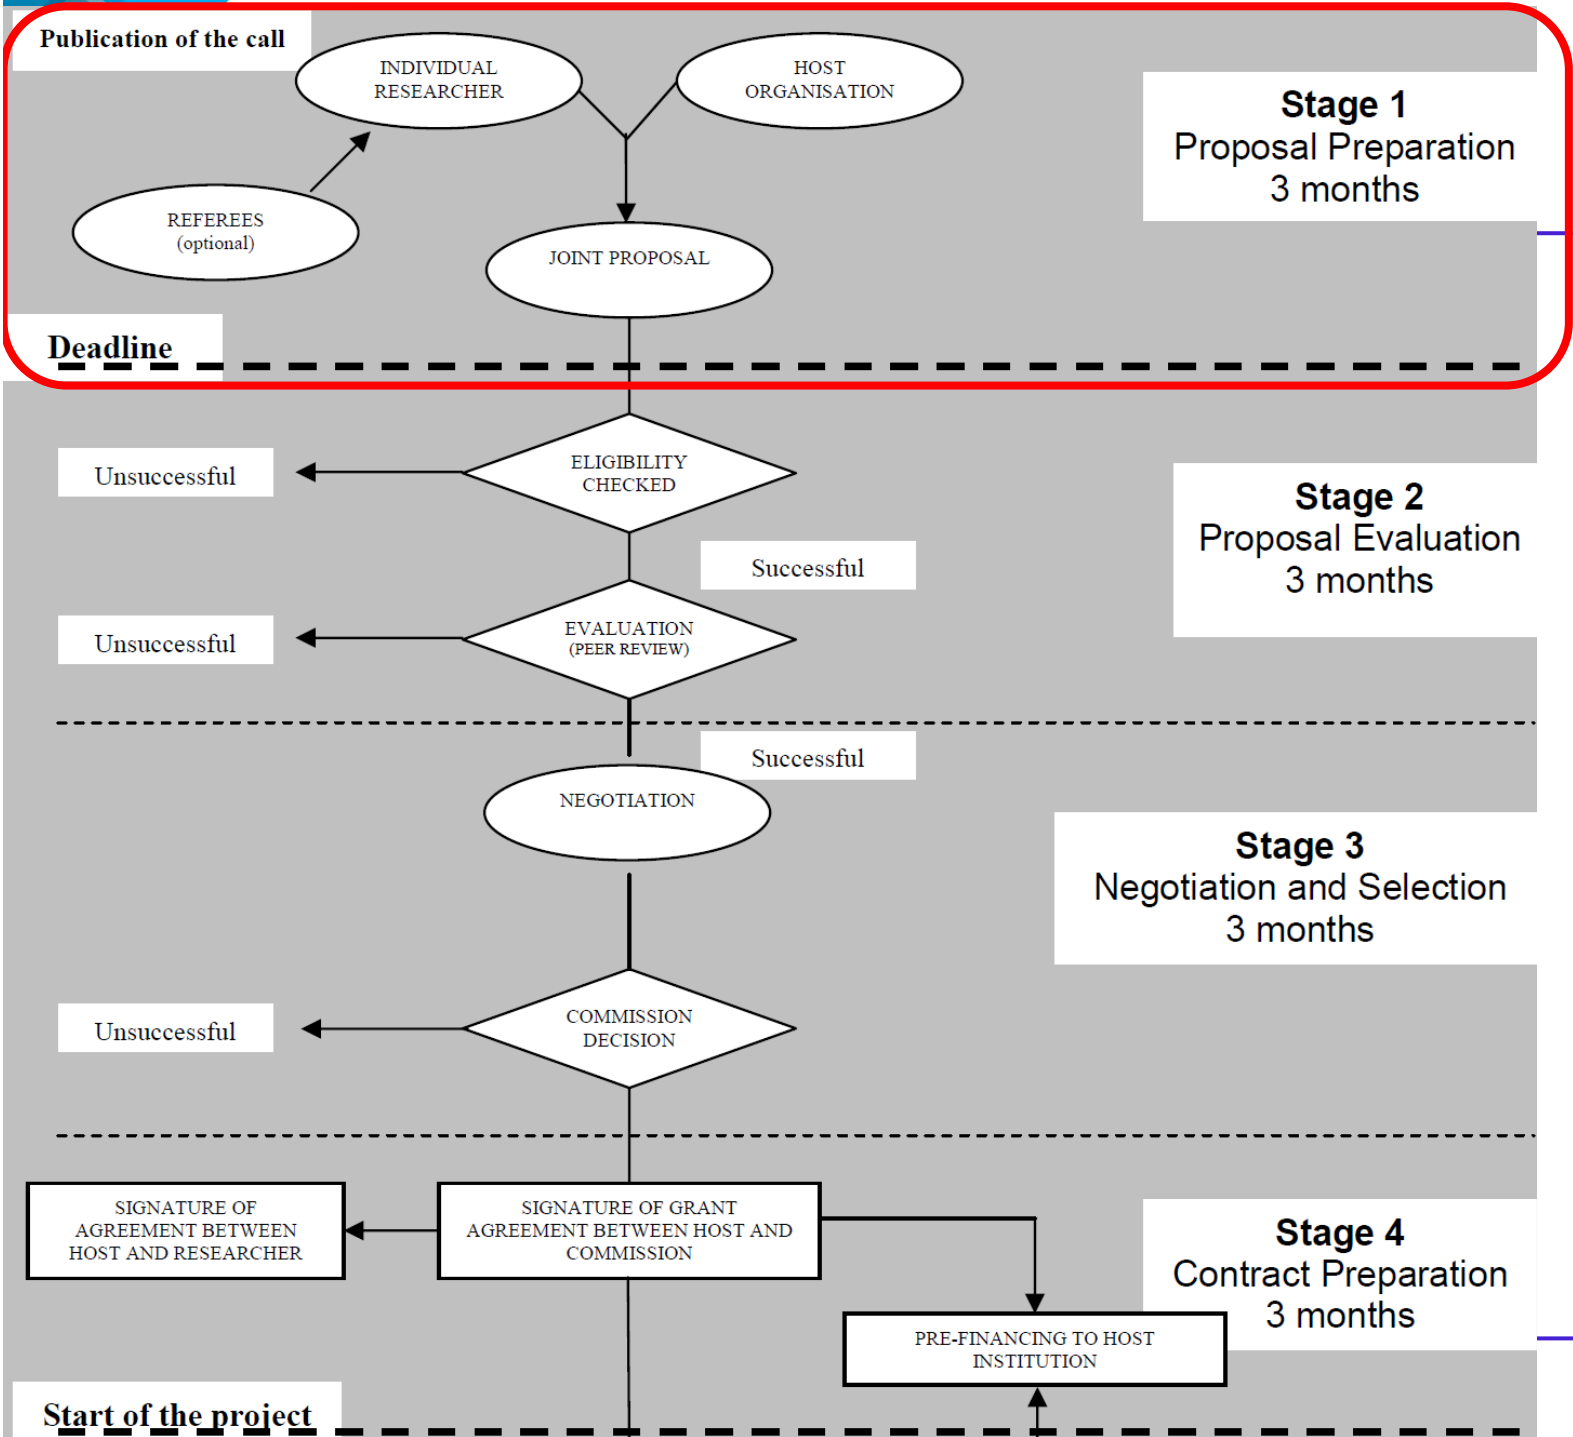 Publication of the call
INDIVIDUAL
RESEARCHER
HOST
ORGANISATION
Stage 1
Proposal Preparation
3 months
REFEREES
(optional)
JOINT PROPOSAL
Deadline
ELIGIBILITY
CHECKED
Unsuccessful
Stage 2
Proposal Evaluation
3 months
Successful
EVALUATION
(PEER REVIEW)
Unsuccessful
Successful
NEGOTIATION
Stage 3
Negotiation and Selection
3 months
COMMISSION
DECISION
Unsuccessful
SIGNATURE OF
AGREEMENT BETWEEN
HOST AND RESEARCHER
SIGNATURE OF GRANT
AGREEMENT BETWEEN HOST AND
COMMISSION
Stage 4
Contract Preparation
3 months
PRE-FINANCING TO HOST
INSTITUTION
Start of the project